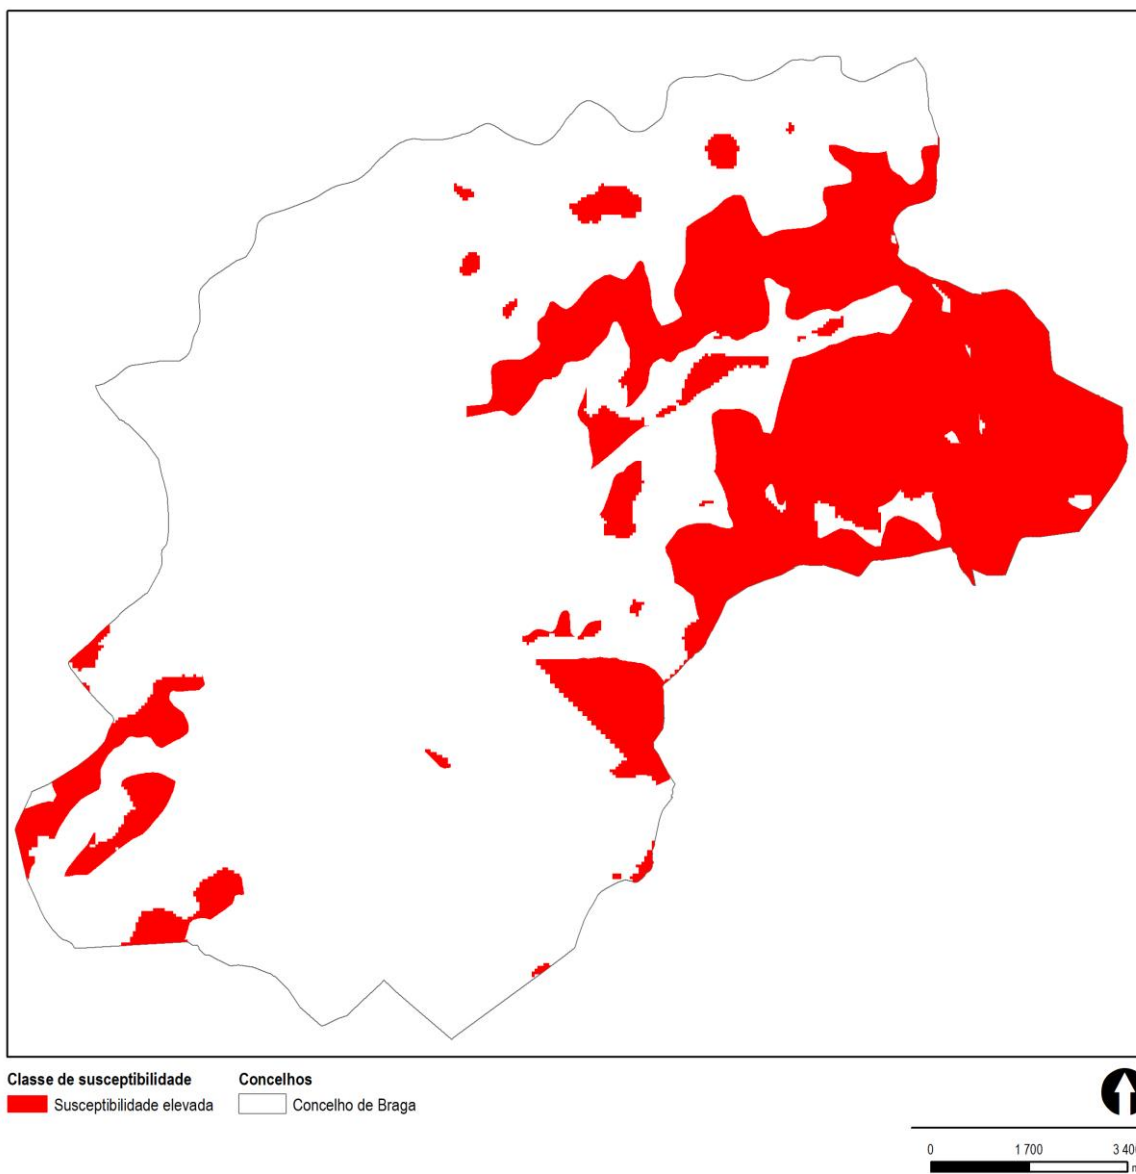 Classe de susceptibilidade
Susceptibilidade elevada
Concelhos
Concelho de Braga
0 1 700